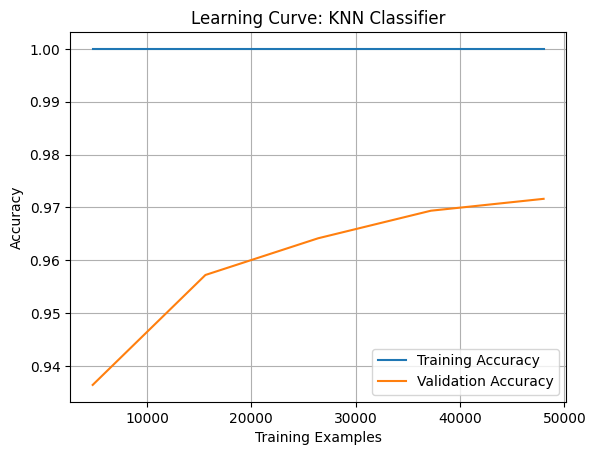 Learning Curve: KNN Classifier
1.00
0.99
0.98
0.97
0.96
0.95
0.94
Accuracy
10000 20000 30000 40000 50000
Training Examples
Training Accuracy
Validation Accuracy